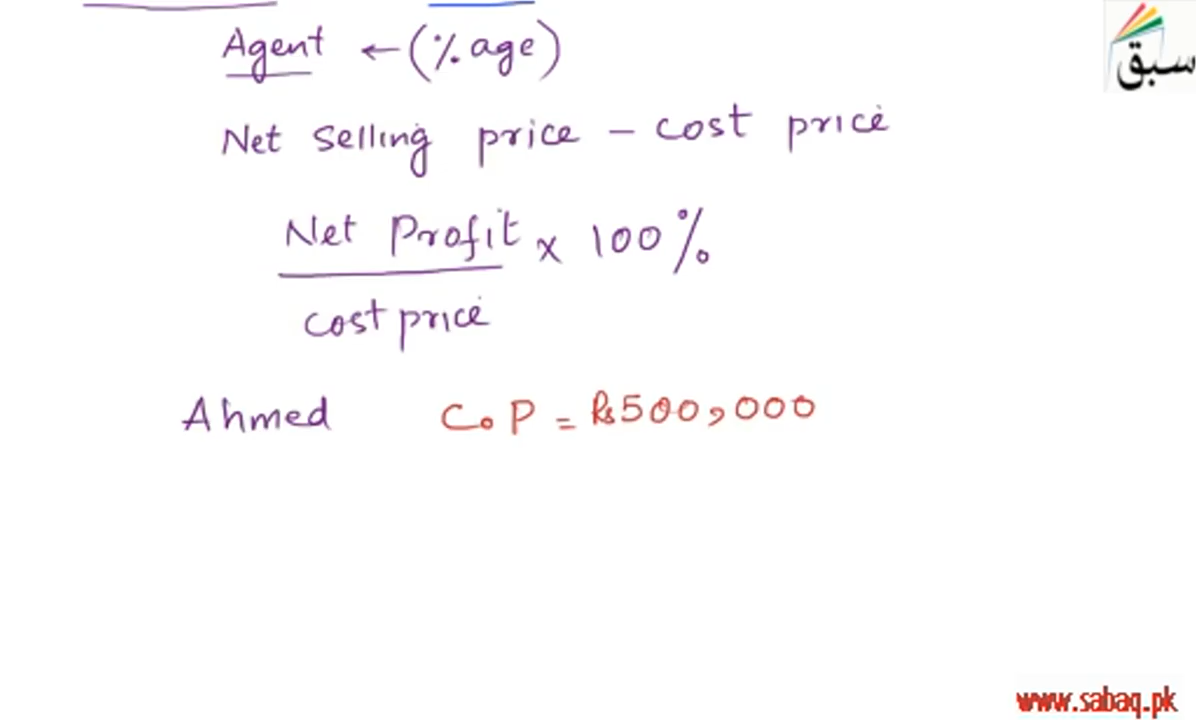 Agent ← (% age)
سبق
Net Selling price - cost price
Net Profit × 100%
cost price
Ahmed C.P = Rs500,000
www.sabaq.pk